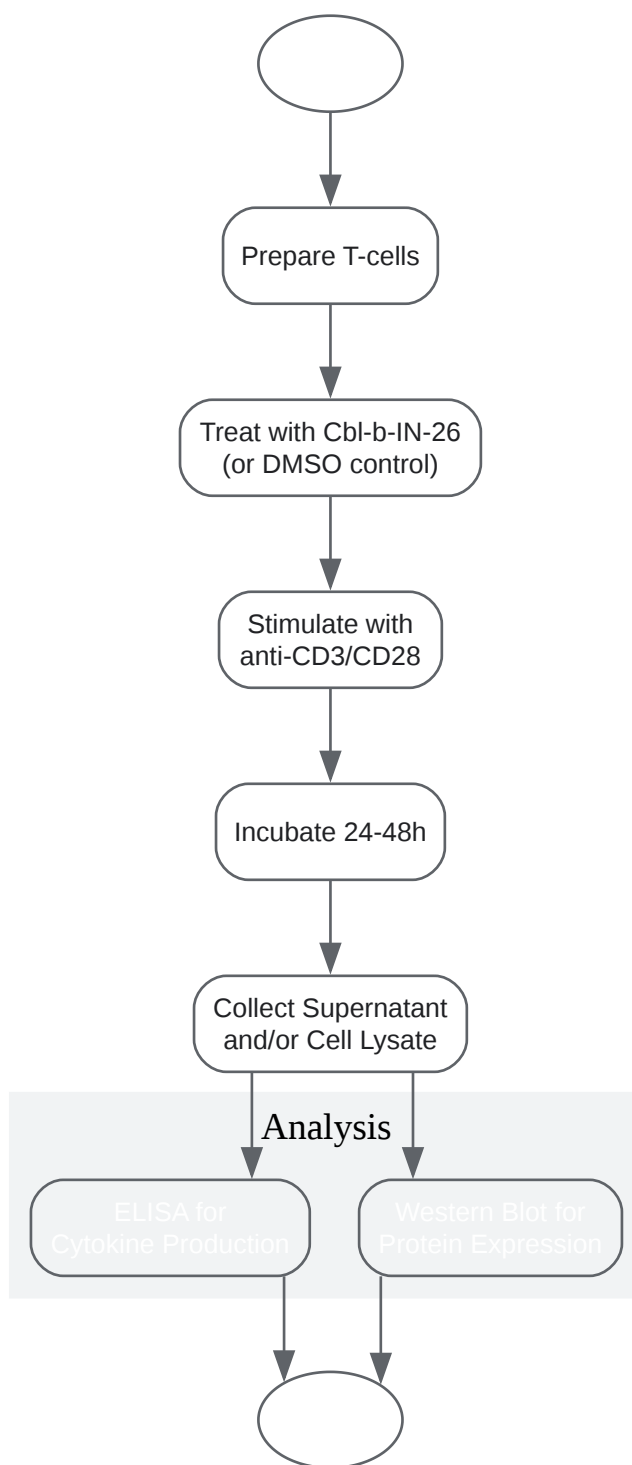 Prepare T-cells
Treat with Cbl-b-IN-26
(or DMSO control)
Stimulate with
anti-CD3/CD28
Incubate 24-48h
Collect Supernatant
and/or Cell Lysate
Analysis
ELISA for
Cytokine Production
Western Blot for
Protein Expression